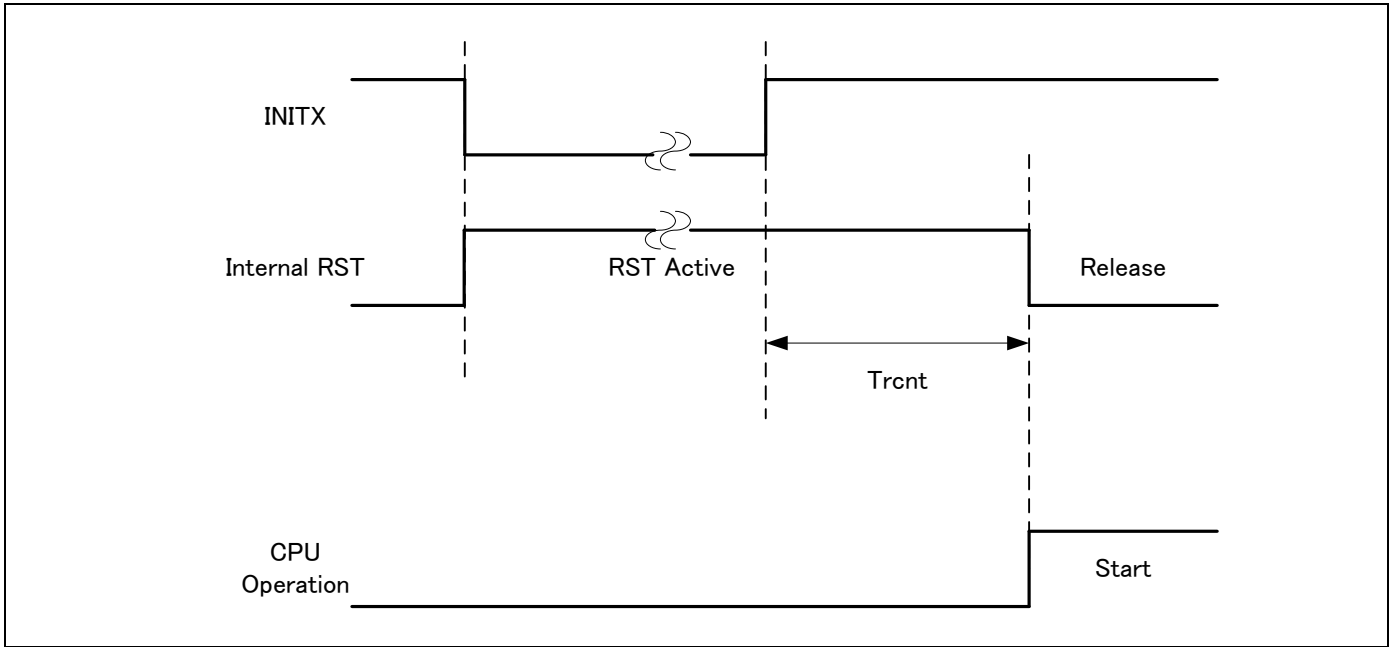 INITX
Internal RST
RST Active
Release
Trcnt
CPU
Operation
Start